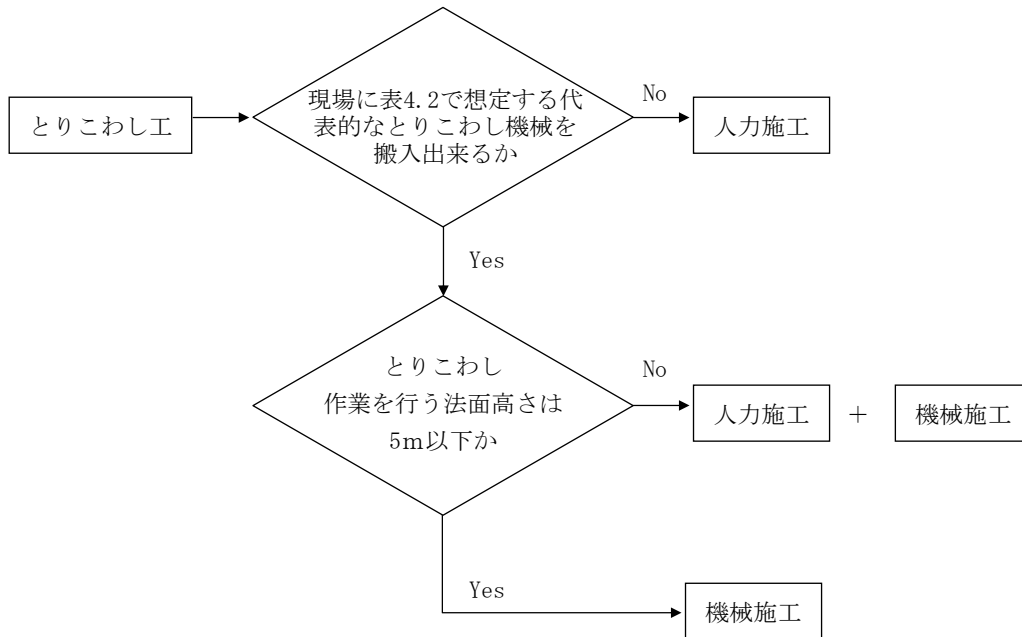 とりこわし工
現場に表4.2で想定する代
表的なとりこわし機械を
搬入出来るか
No
人力施工
Yes
とりこわし
作業を行う法面高さは
5m以下か
No
人力施工 + 機械施工
Yes
機械施工